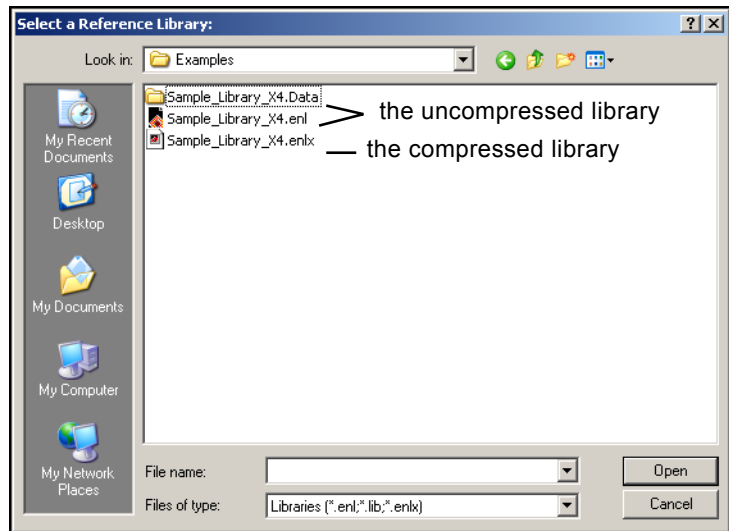 Select a Reference Library:
Look in:
Examples
My Recent
Documents
Desktop
My Documents
My Computer
My Network
Places
Sample_Library_X4.Data
Sample_Library_X4.enl
Sample_Library_X4.enlx
the uncompressed library
the compressed library
File name:
Open
Files of type:
Libraries (*.enl;*.lib;*.enlx)
Cancel